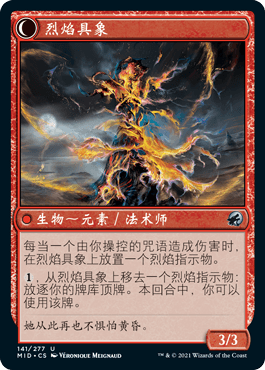 烈焰具象
生物～元素 / 法术师
每当一个由你操控的咒语造成伤害时，
在烈焰具象上放置一个烈焰指示物。
1，从烈焰具象上移去一个烈焰指示物：
放逐你的牌库顶牌。本回合中，你可以
使用该牌。
她从此再也不惧怕黄昏。
3/3
141/277 U
MID • CS Véronique Meignaud
™ & © 2021 Wizards of the Coast